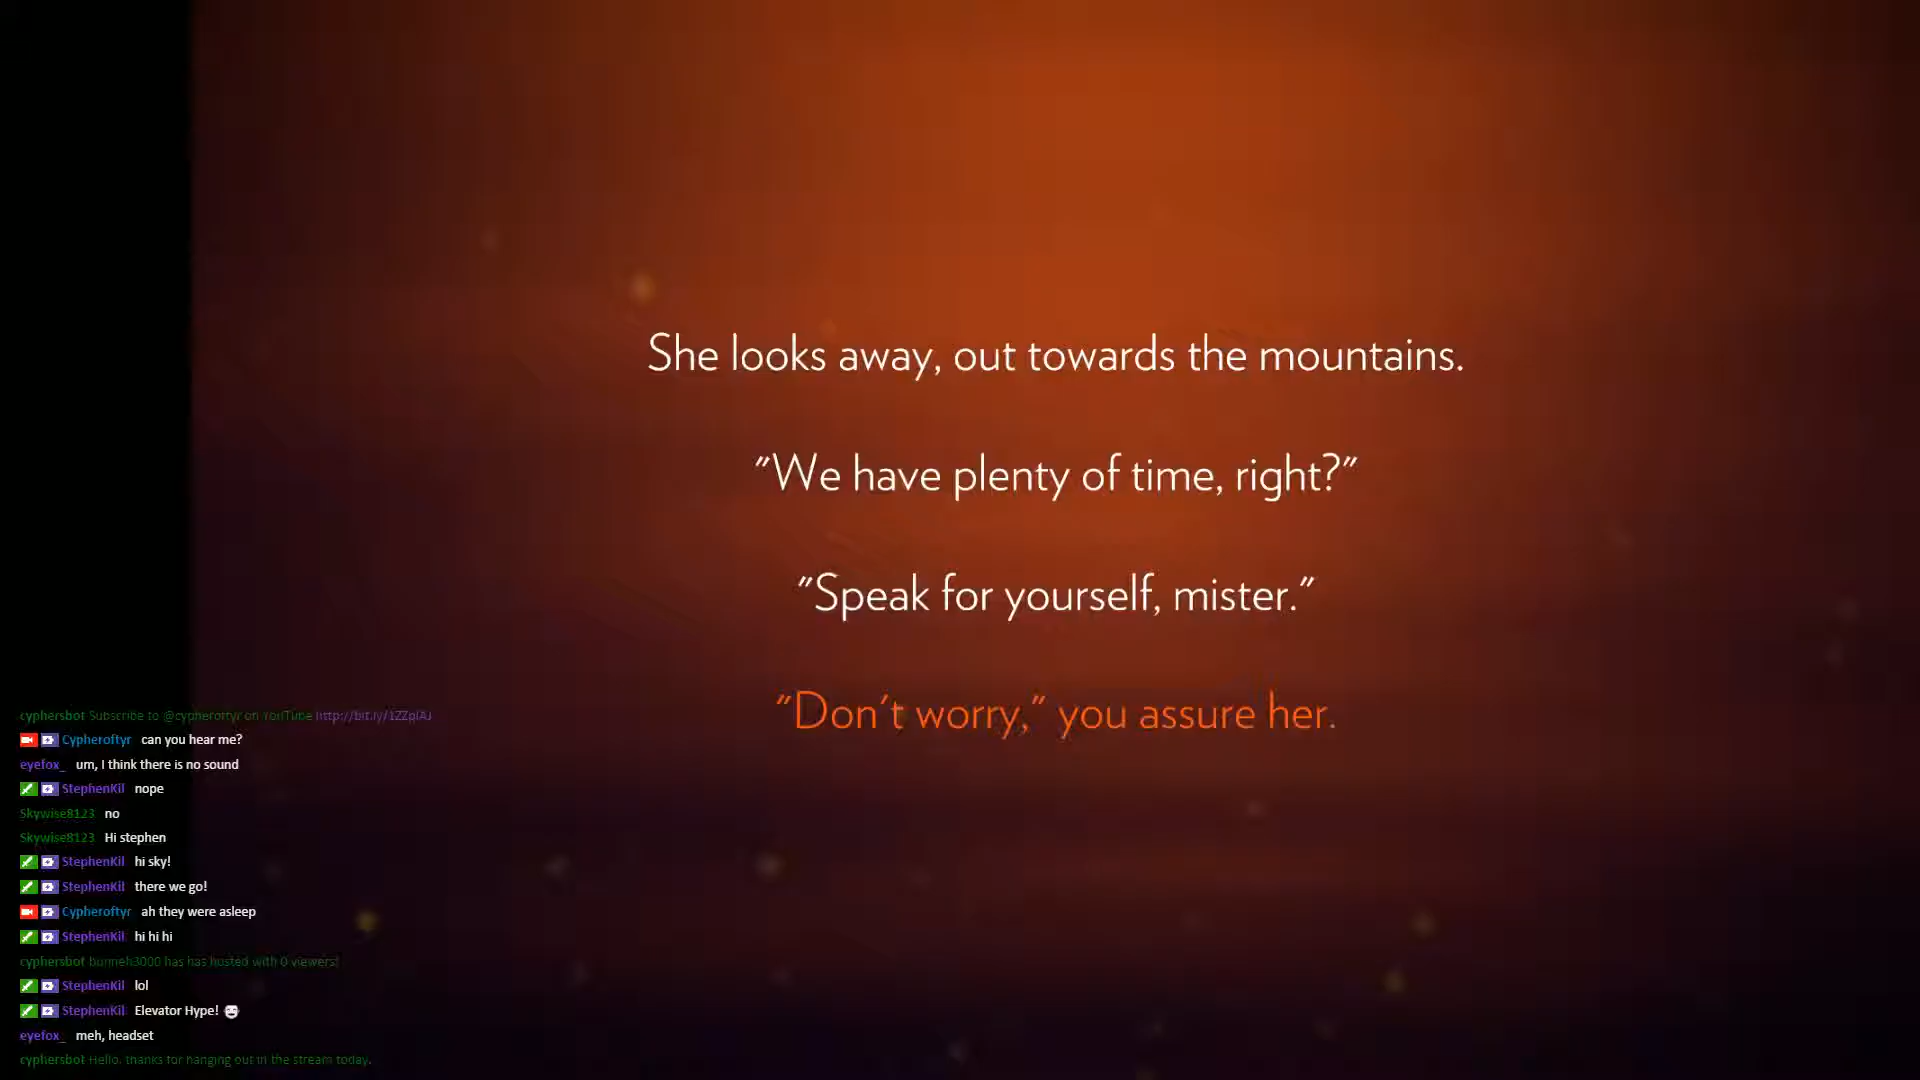 She looks away, out towards the mountains.
"We have plenty of time, right?"
"Speak for yourself, mister."
"Don't worry," you assure her.
cyphersbot Subscribe to @cypheroftyr on YouTube http://bit.ly/1ZZplAJ
Cypheroftyr can you hear me?
eyefox_ um, I think there is no sound
StephenKil nope
Skywise8123 no
Skywise8123 Hi stephen
StephenKil hi sky!
StephenKil there we go!
Cypheroftyr ah they were asleep
StephenKil hi hi hi
cyphersbot bunneh3000 has has hosted with 0 viewers!
StephenKil lol
StephenKil Elevator Hype!
eyefox_ meh, headset
cyphersbot Hello, thanks for hanging out in the stream today.